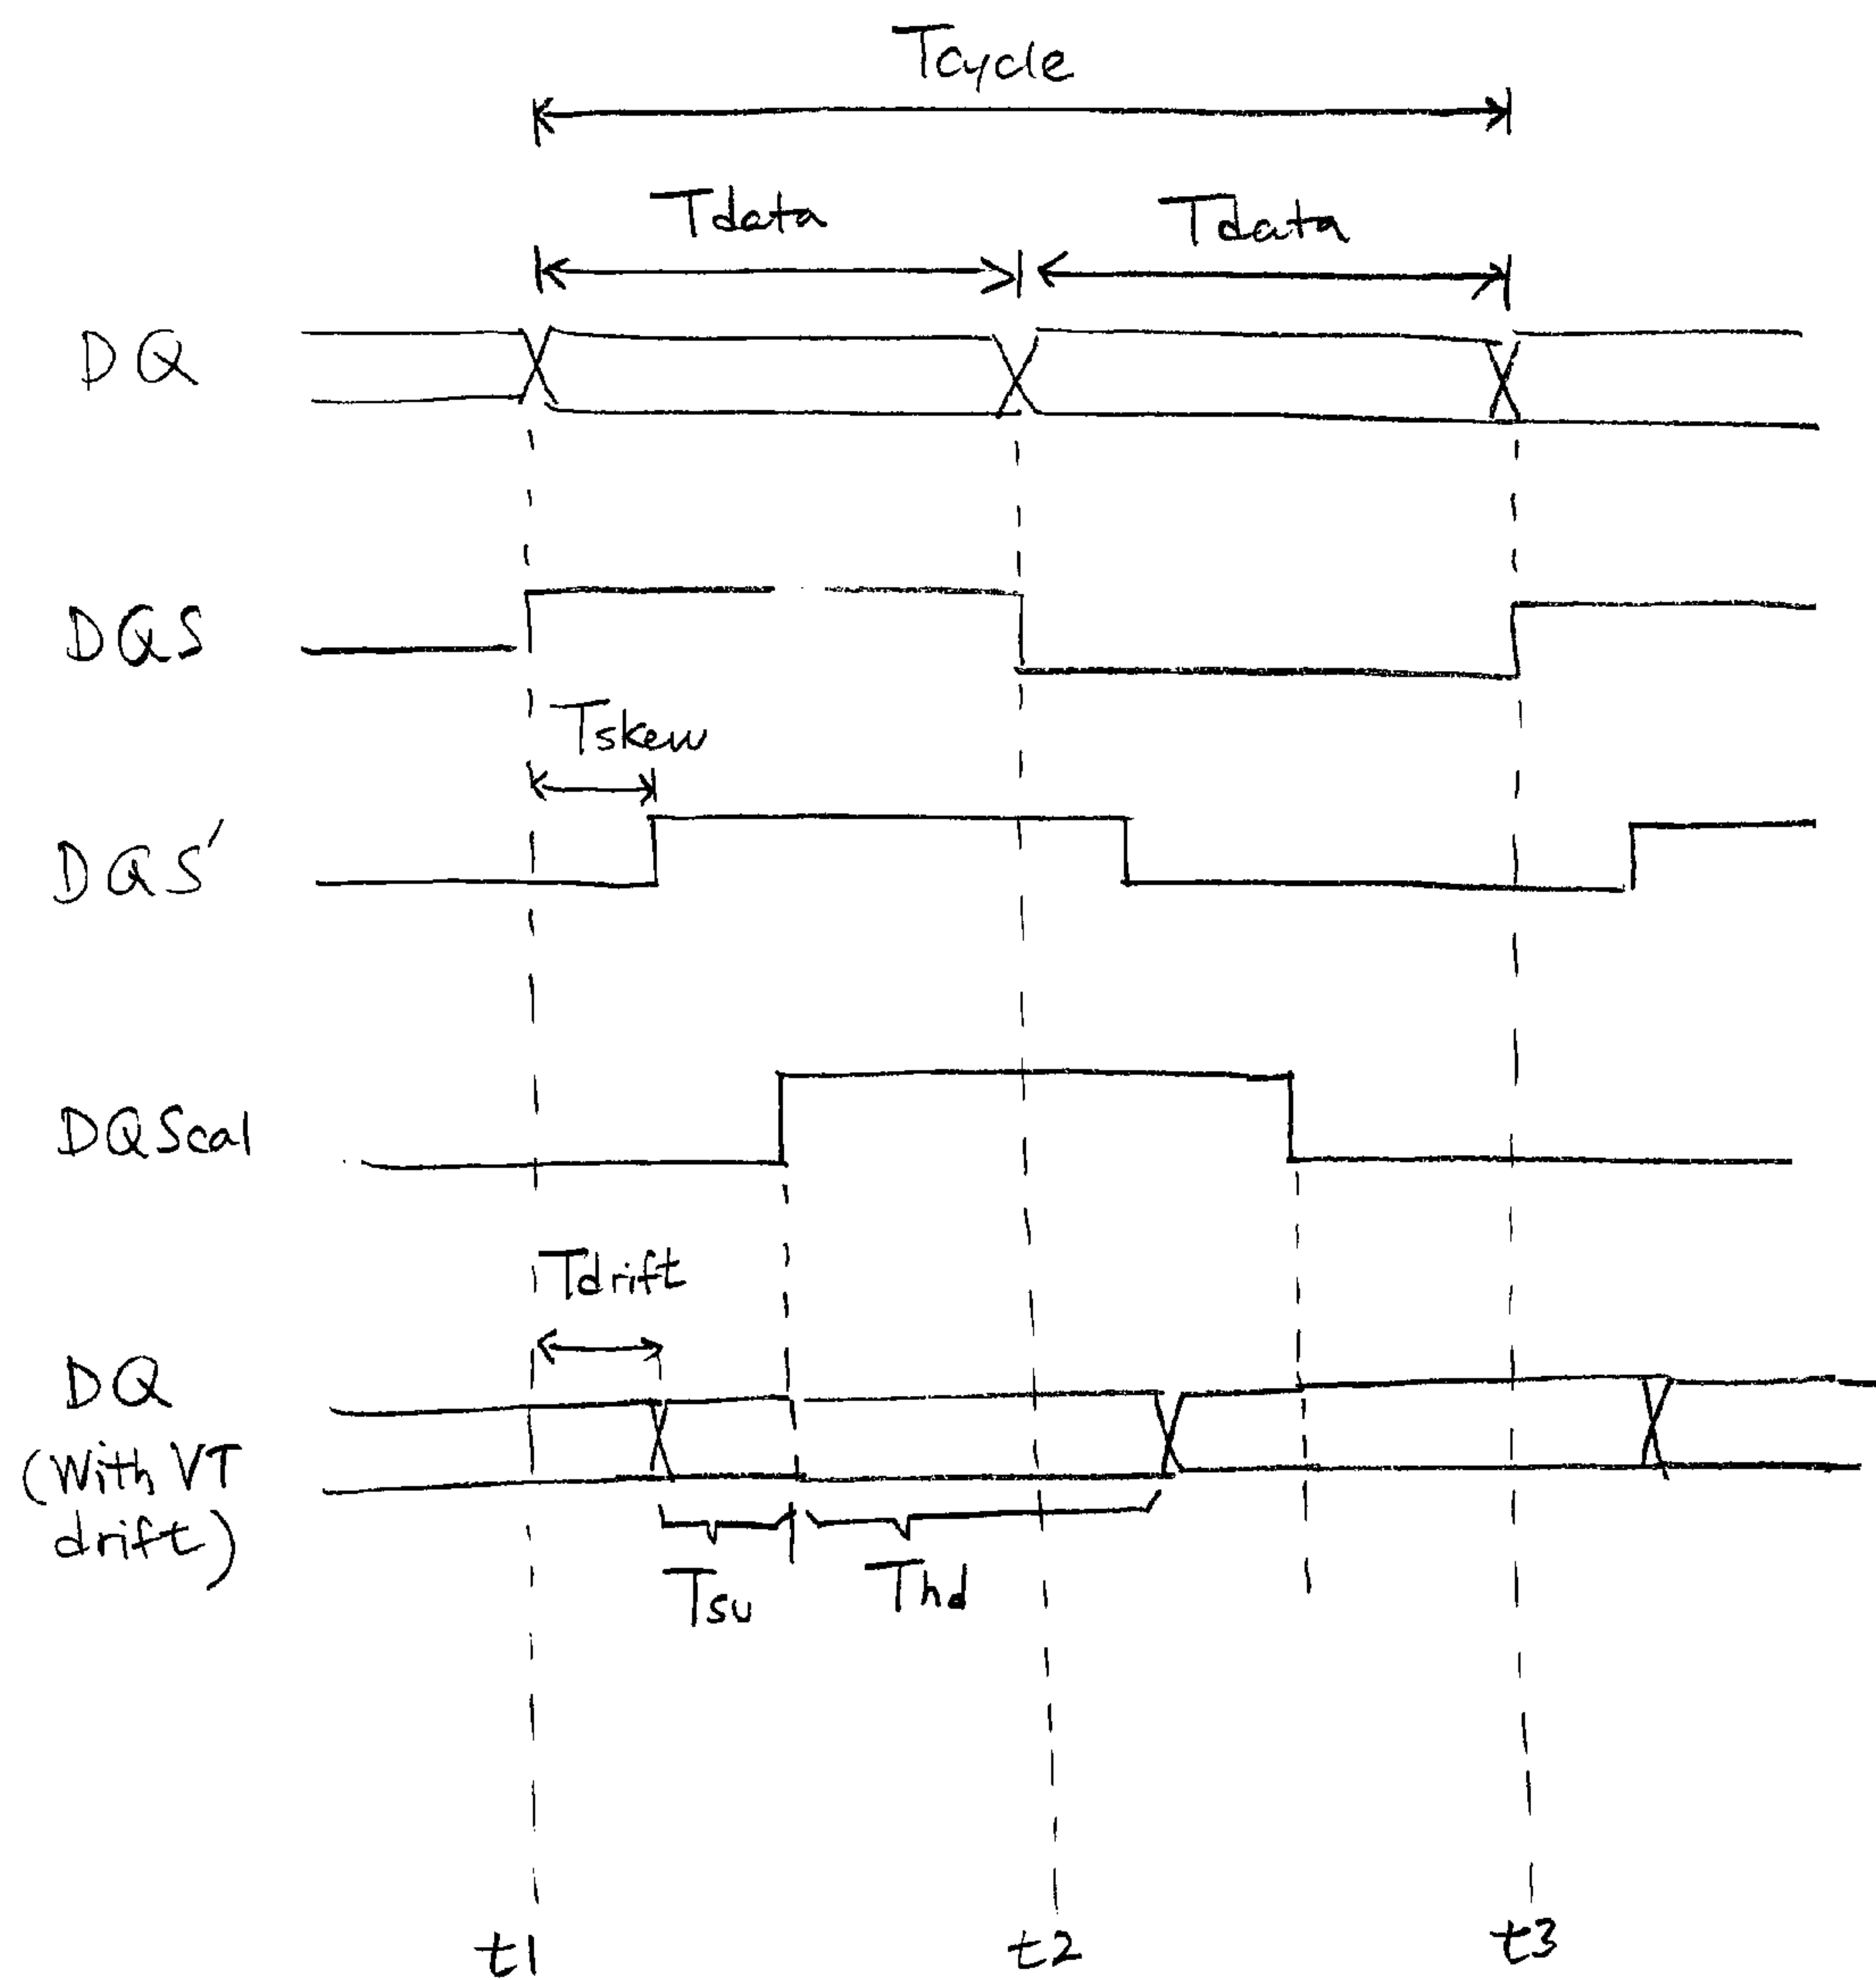 Tcycle
Tdata Tdata
DQ
DQS
Tskew
DQS'
DQScal
Tdrift
DQ
(With VT
drift)
Tsu Thd
t1 t2 t3